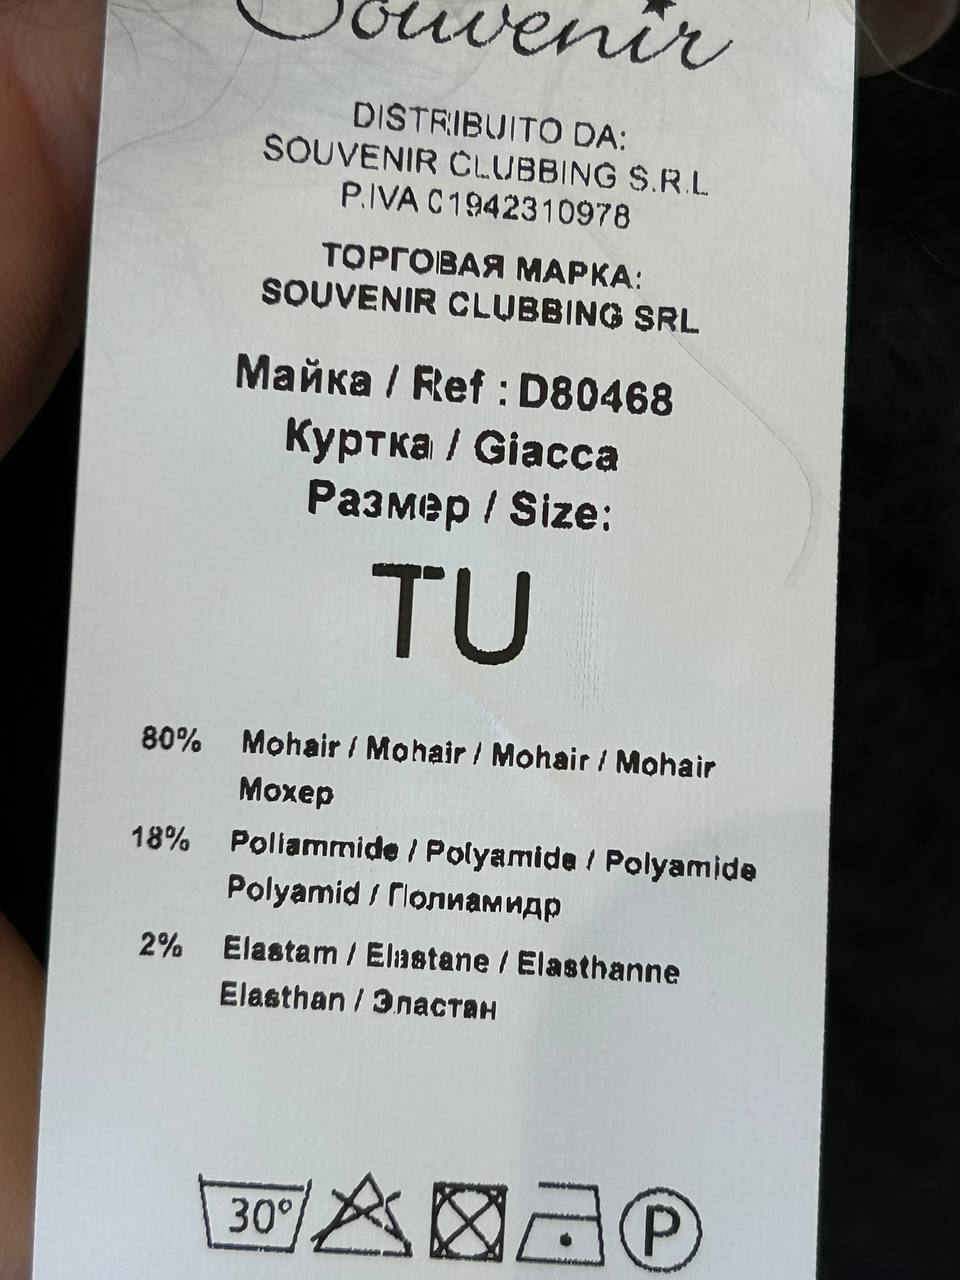 Souvenir
DISTRIBUITO DA:
SOUVENIR CLUBBING S.R.L
P.IVA 01942310978
ТОРГОВАЯ МАРКА:
SOUVENIR CLUBBING SRL
Майка / Ref : D80468
Куртка / Giacca
Размер / Size:
TU
80% Mohair / Mohair / Mohair / Mohair
Мохер
18% Poliammide / Polyamide / Polyamide
Polyamid / Полиамидр
2% Elastam / Elastane / Elasthanne
Elasthan / Эластан
30° P